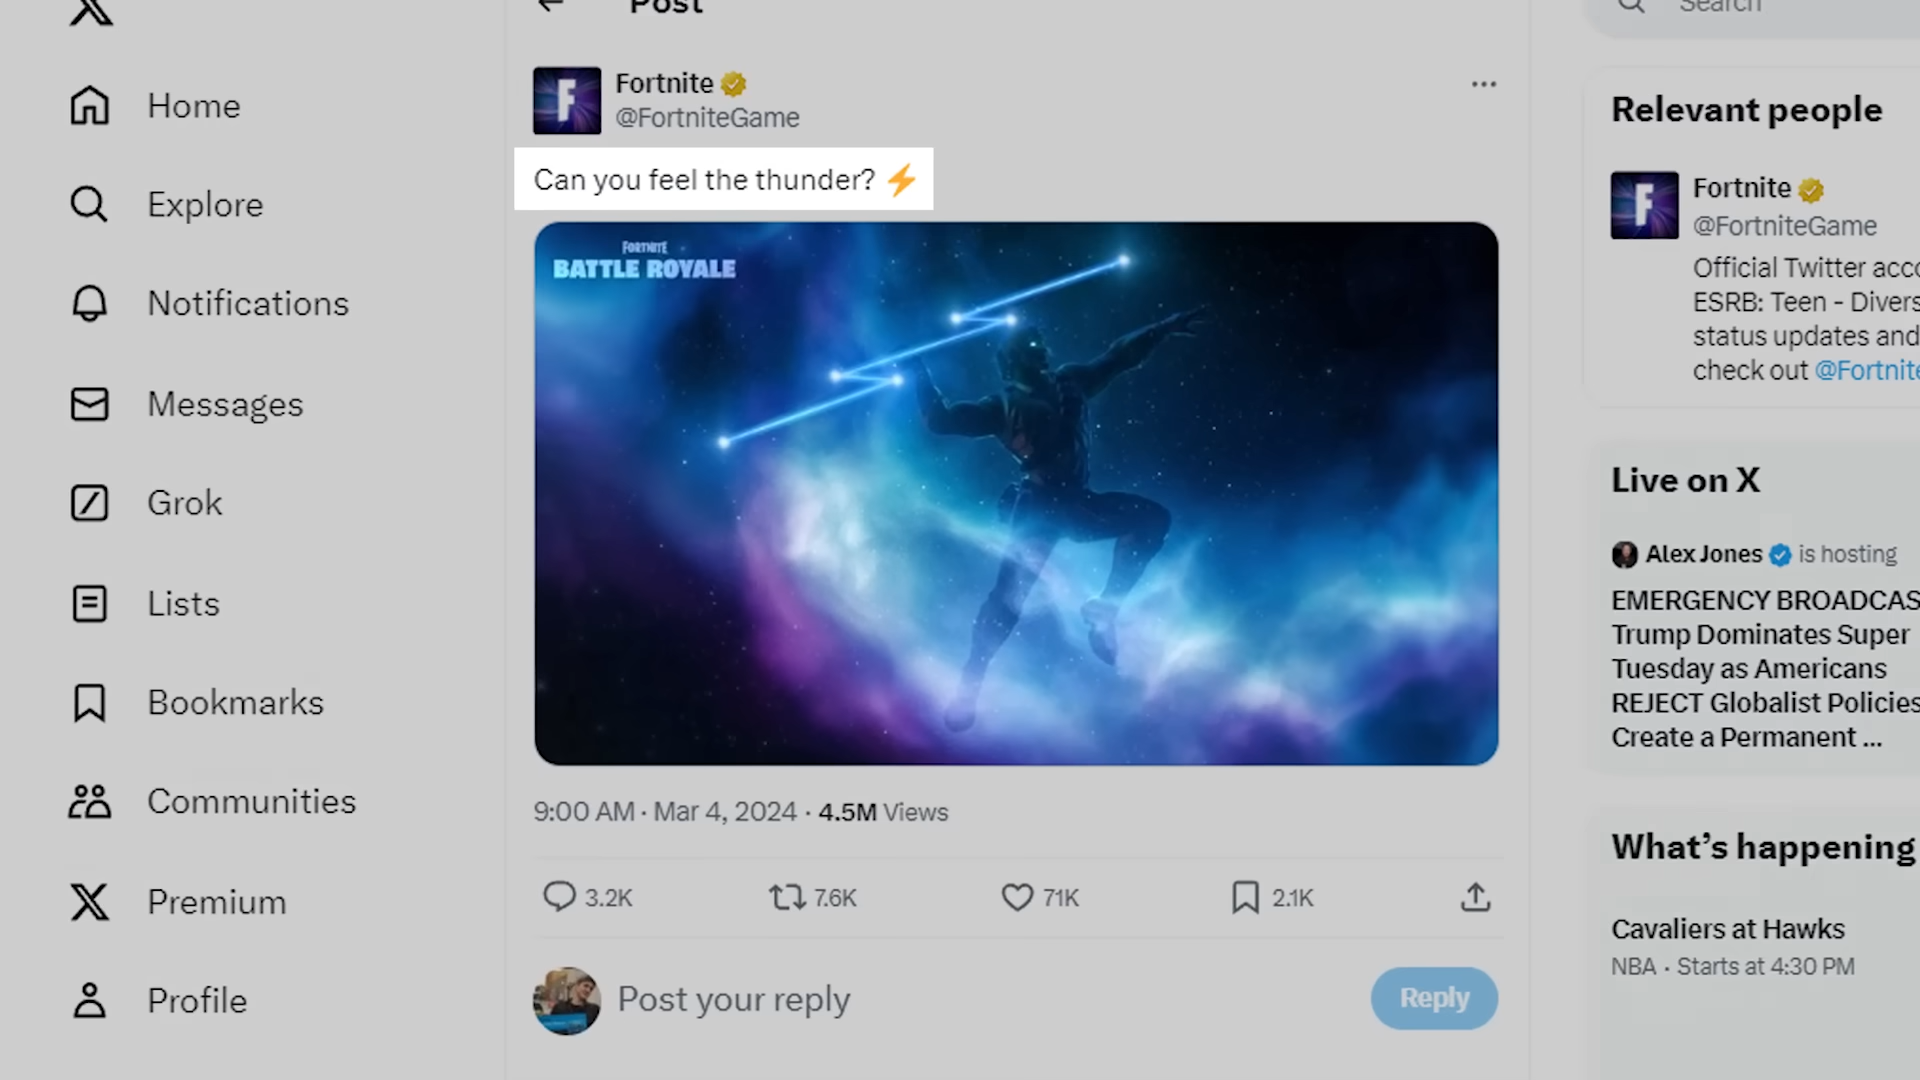 Post
Search
Home
Explore
Notifications
Messages
Grok
Lists
Bookmarks
Communities
Premium
Profile
Fortnite
@FortniteGame
Can you feel the thunder? ⚡
FORTNITE
BATTLE ROYALE
9:00 AM · Mar 4, 2024 · 4.5M Views
3.2K 7.6K 71K 2.1K
Post your reply
Reply
Relevant people
Fortnite
@FortniteGame
Official Twitter acc
ESRB: Teen - Divers
status updates and
check out @Fortnite
Live on X
Alex Jones is hosting
EMERGENCY BROADCAS
Trump Dominates Super
Tuesday as Americans
REJECT Globalist Policies
Create a Permanent ...
What's happening
Cavaliers at Hawks
NBA · Starts at 4:30 PM